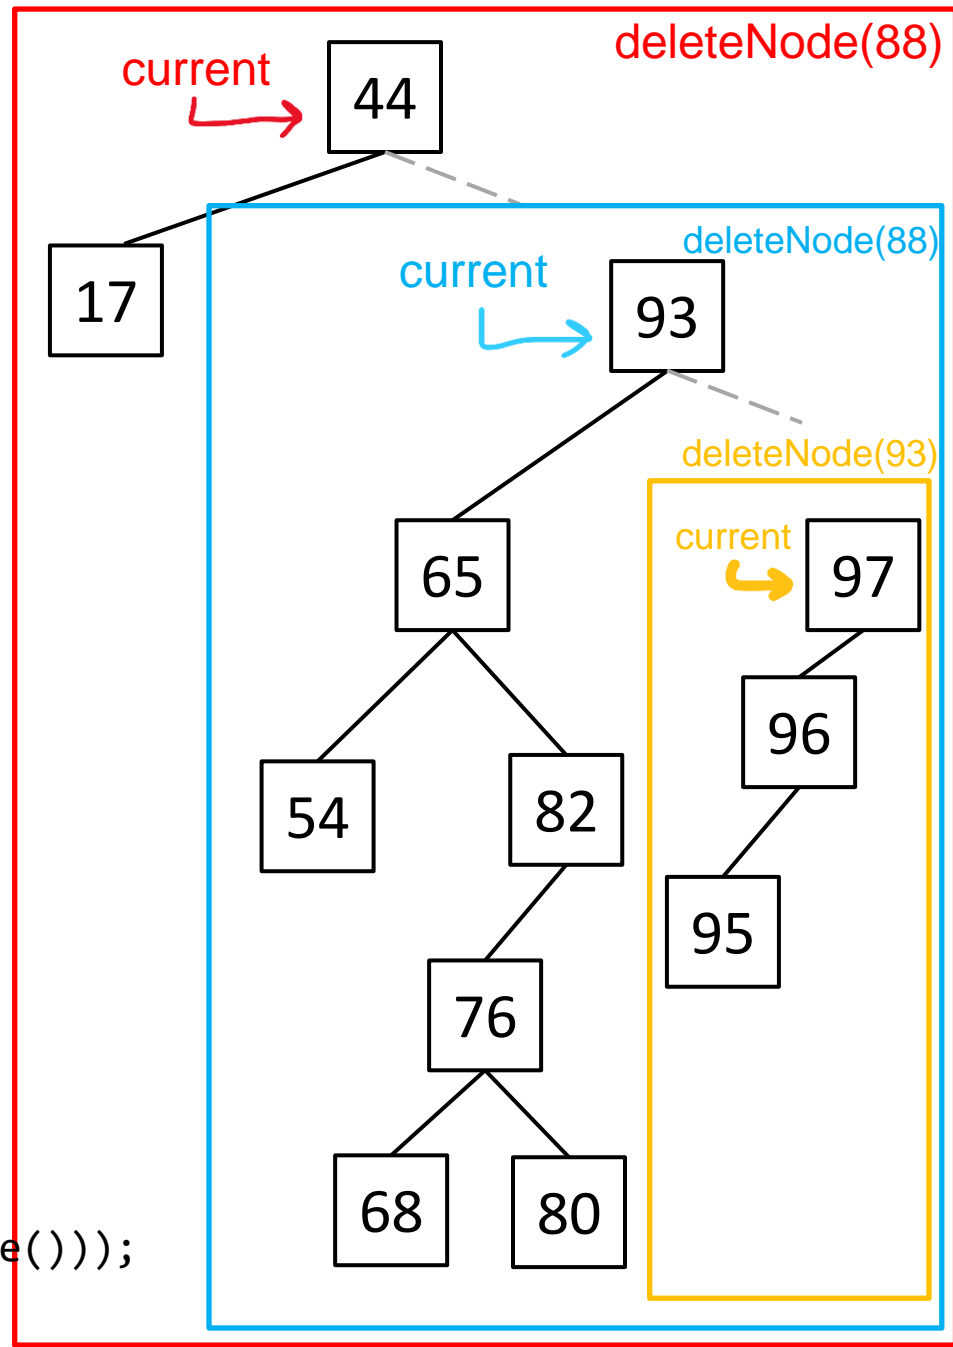 deleteNode(88)
current
44
deleteNode(88)
current
17
93
deleteNode(93)
current
97
65
96
54
82
95
76
68
80
e()));